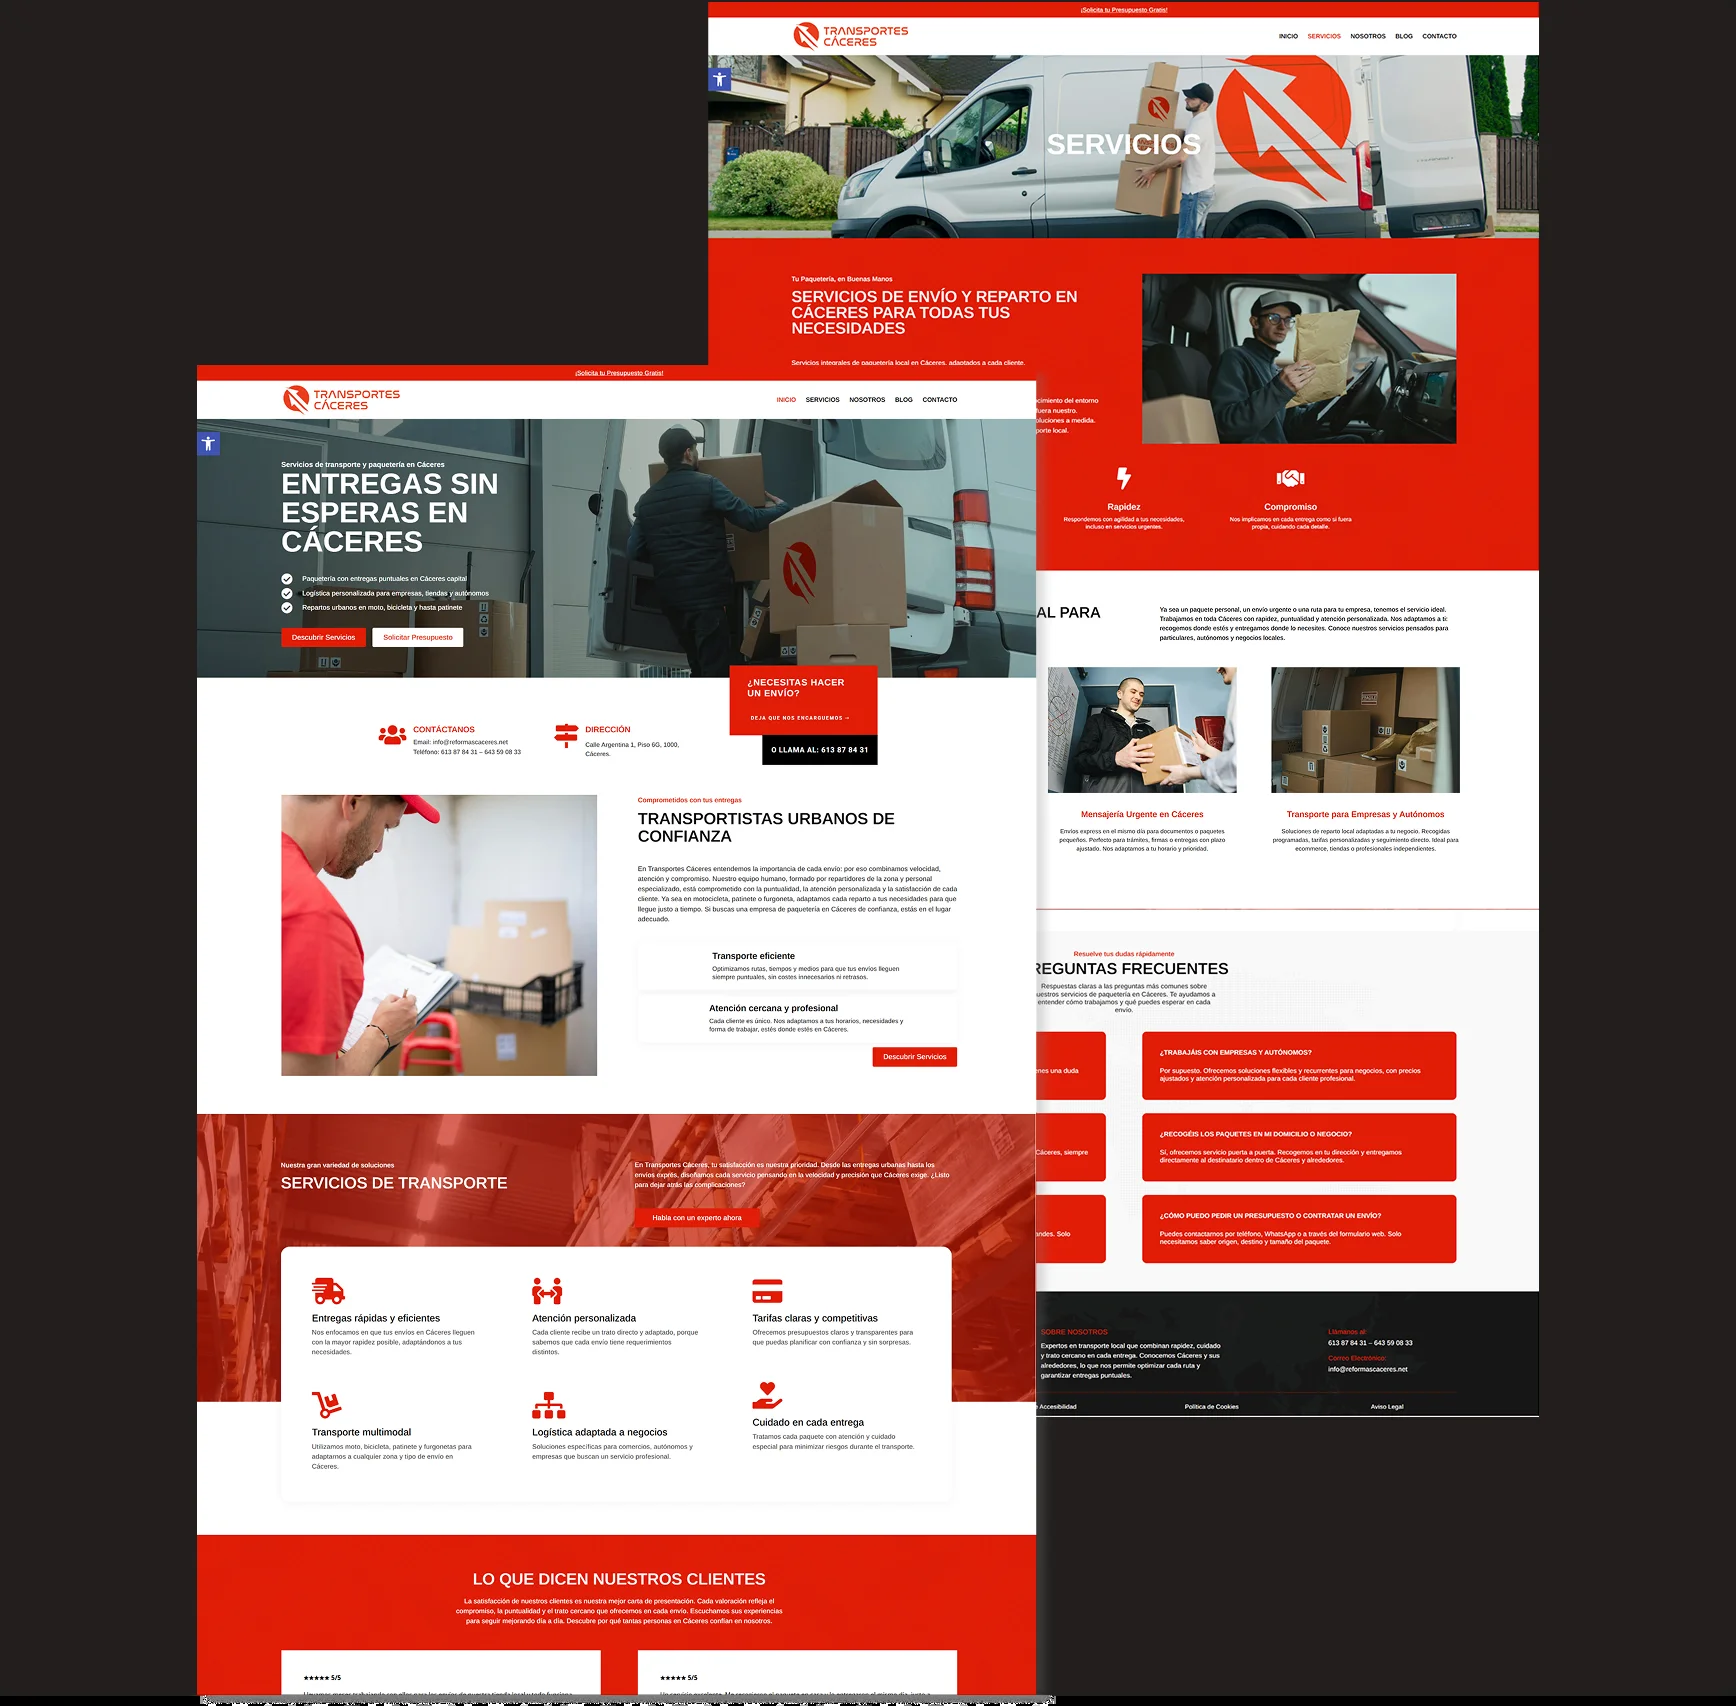 ¡Solicita tu Presupuesto Gratis!
TRANSPORTES
CÁCERES
INICIO SERVICIOS NOSOTROS BLOG CONTACTO
SERVICIOS
Tu Paquetería, en Buenas Manos
SERVICIOS DE ENVÍO Y REPARTO EN
CÁCERES PARA TODAS TUS
NECESIDADES
Servicios integrales de paquetería local en Cáceres, adaptados a cada cliente.
ocimiento del entorno
fuera nuestro.
oluciones a medida.
porte local.
Rapidez
Respondemos con agilidad a tus necesidades,
incluso en servicios urgentes.
Compromiso
Nos implicamos en cada entrega como si fuera
propia, cuidando cada detalle.
AL PARA
Ya sea un paquete personal, un envío urgente o una ruta para tu empresa, tenemos el servicio ideal.
Trabajamos en toda Cáceres con rapidez, puntualidad y atención personalizada. Nos adaptamos a ti:
recogemos donde estés y entregamos donde lo necesites. Conoce nuestros servicios pensados para
particulares, autónomos y negocios locales.
Mensajería Urgente en Cáceres
Envíos express en el mismo día para documentos o paquetes
pequeños. Perfecto para trámites, firmas o entregas con plazo
ajustado. Nos adaptamos a tu horario y prioridad.
Transporte para Empresas y Autónomos
Soluciones de reparto local adaptadas a tu negocio. Recogidas
programadas, tarifas personalizadas y seguimiento directo. Ideal para
ecommerce, tiendas o profesionales independientes.
Resuelve tus dudas rápidamente
REGUNTAS FRECUENTES
Respuestas claras a las preguntas más comunes sobre
uestros servicios de paquetería en Cáceres. Te ayudamos a
entender cómo trabajamos y qué puedes esperar en cada
envío.
enes una duda
¿TRABAJÁIS CON EMPRESAS Y AUTÓNOMOS?
Por supuesto. Ofrecemos soluciones flexibles y recurrentes para negocios, con precios
ajustados y atención personalizada para cada cliente profesional.
Cáceres, siempre
¿RECOGÉIS LOS PAQUETES EN MI DOMICILIO O NEGOCIO?
Sí, ofrecemos servicio puerta a puerta. Recogemos en tu dirección y entregamos
directamente al destinatario dentro de Cáceres y alrededores.
andes. Solo
¿CÓMO PUEDO PEDIR UN PRESUPUESTO O CONTRATAR UN ENVÍO?
Puedes contactarnos por teléfono, WhatsApp o a través del formulario web. Solo
necesitamos saber origen, destino y tamaño del paquete.
SOBRE NOSOTROS
Expertos en transporte local que combinan rapidez, cuidado
y trato cercano en cada entrega. Conocemos Cáceres y sus
alrededores, lo que nos permite optimizar cada ruta y
garantizar entregas puntuales.
Llámanos al:
613 87 84 31 – 643 59 08 33
Correo Electrónico:
info@reformascaceres.net
Accesibilidad
Política de Cookies
Aviso Legal
¡Solicita tu Presupuesto Gratis!
TRANSPORTES
CÁCERES
INICIO SERVICIOS NOSOTROS BLOG CONTACTO
Servicios de transporte y paquetería en Cáceres
ENTREGAS SIN
ESPERAS EN
CÁCERES
Paquetería con entregas puntuales en Cáceres capital
Logística personalizada para empresas, tiendas y autónomos
Repartos urbanos en moto, bicicleta y hasta patinete
Descubrir Servicios
Solicitar Presupuesto
¿NECESITAS HACER
UN ENVÍO?
DEJA QUE NOS ENCARGUEMOS →
O LLAMA AL: 613 87 84 31
CONTÁCTANOS
Email: info@reformascaceres.net
Teléfono: 613 87 84 31 – 643 59 08 33
DIRECCIÓN
Calle Argentina 1, Piso 6G, 1000,
Cáceres.
Comprometidos con tus entregas
TRANSPORTISTAS URBANOS DE
CONFIANZA
En Transportes Cáceres entendemos la importancia de cada envío: por eso combinamos velocidad,
atención y compromiso. Nuestro equipo humano, formado por repartidores de la zona y personal
especializado, está comprometido con la puntualidad, la atención personalizada y la satisfacción de cada
cliente. Ya sea en motocicleta, patinete o furgoneta, adaptamos cada reparto a tus necesidades para que
llegue justo a tiempo. Si buscas una empresa de paquetería en Cáceres de confianza, estás en el lugar
adecuado.
Transporte eficiente
Optimizamos rutas, tiempos y medios para que tus envíos lleguen
siempre puntuales, sin costes innecesarios ni retrasos.
Atención cercana y profesional
Cada cliente es único. Nos adaptamos a tus horarios, necesidades y
forma de trabajar, estés donde estés en Cáceres.
Descubrir Servicios
Nuestra gran variedad de soluciones
SERVICIOS DE TRANSPORTE
En Transportes Cáceres, tu satisfacción es nuestra prioridad. Desde las entregas urbanas hasta los
envíos exprés, diseñamos cada servicio pensando en la velocidad y precisión que Cáceres exige. ¿Listo
para dejar atrás las complicaciones?
Habla con un experto ahora
Entregas rápidas y eficientes
Nos enfocamos en que tus envíos en Cáceres lleguen
con la mayor rapidez posible, adaptándonos a tus
necesidades.
Atención personalizada
Cada cliente recibe un trato directo y adaptado, porque
sabemos que cada envío tiene requerimientos
distintos.
Tarifas claras y competitivas
Ofrecemos presupuestos claros y transparentes para
que puedas planificar con confianza y sin sorpresas.
Transporte multimodal
Utilizamos moto, bicicleta, patinete y furgonetas para
adaptarnos a cualquier zona y tipo de envío en
Cáceres.
Logística adaptada a negocios
Soluciones específicas para comercios, autónomos y
empresas que buscan un servicio profesional.
Cuidado en cada entrega
Tratamos cada paquete con atención y cuidado
especial para minimizar riesgos durante el transporte.
LO QUE DICEN NUESTROS CLIENTES
La satisfacción de nuestros clientes es nuestra mejor carta de presentación. Cada valoración refleja el
compromiso, la puntualidad y el trato cercano que ofrecemos en cada envío. Escuchamos sus experiencias
para seguir mejorando día a día. Descubre por qué tantas personas en Cáceres confían en nosotros.
★★★★★ 5/5
★★★★★ 5/5